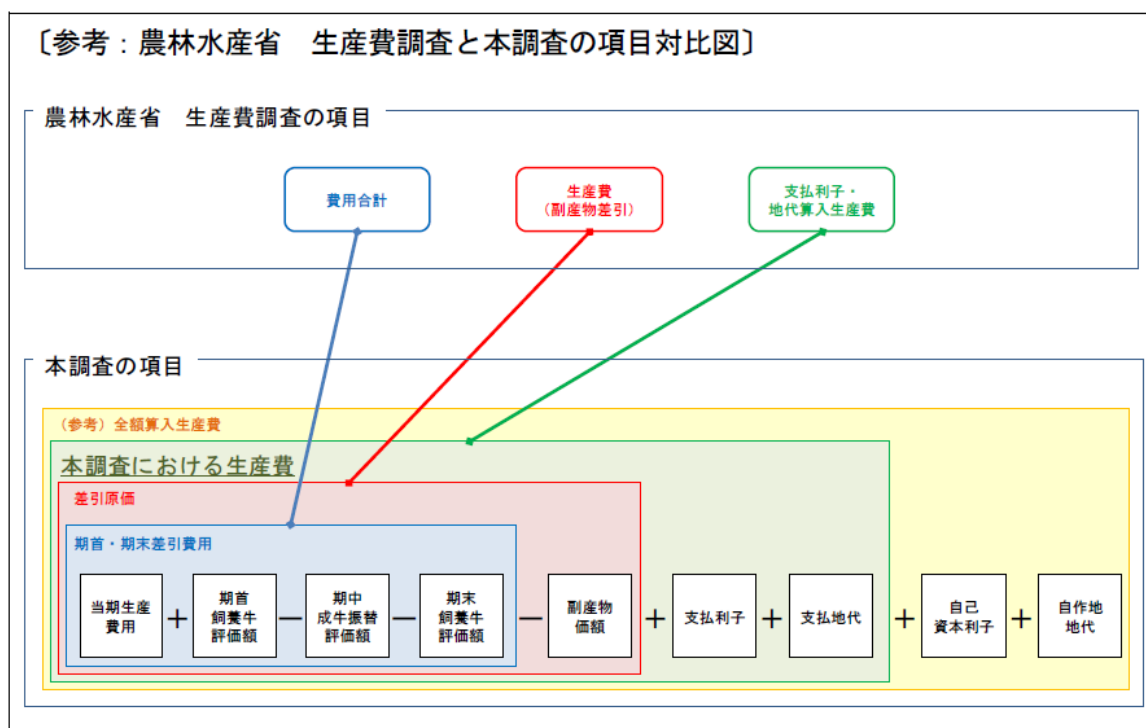 〔参考：農林水産省　生産費調査と本調査の項目対比図〕
農林水産省　生産費調査の項目
費用合計
生産費
（副産物差引）
支払利子・
地代算入生産費
本調査の項目
（参考）全額算入生産費
本調査における生産費
差引原価
期首・期末差引費用
当期生産
費用
＋
期首
飼養牛
評価額
－
期中
成牛振替
評価額
－
期末
飼養牛
評価額
－
副産物
価額
＋
支払利子
＋
支払地代
＋
自己
資本利子
＋
自作地
地代